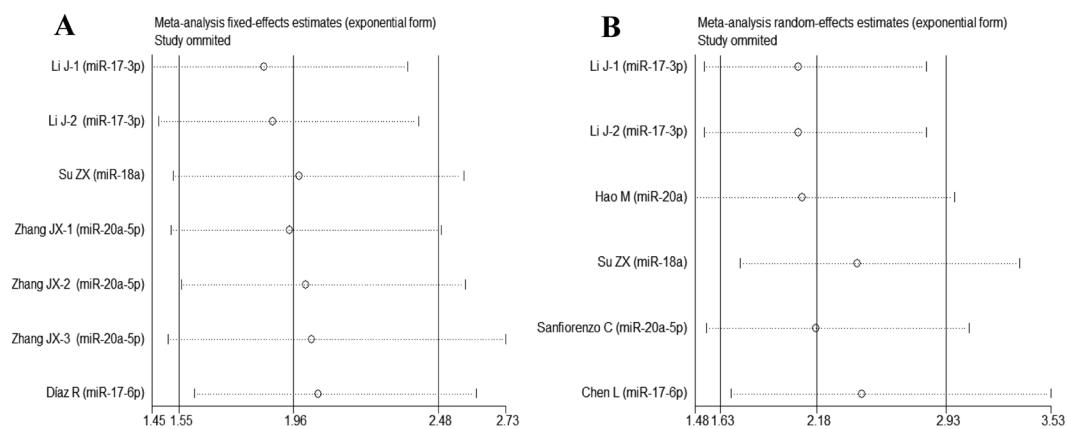 A
Meta-analysis fixed-effects estimates (exponential form)
Study ommited
Li J-1 (miR-17-3p)
Li J-2 (miR-17-3p)
Su ZX (miR-18a)
Zhang JX-1 (miR-20a-5p)
Zhang JX-2 (miR-20a-5p)
Zhang JX-3 (miR-20a-5p)
Díaz R (miR-17-6p)
1.45 1.55 1.96 2.48 2.73
B
Meta-analysis random-effects estimates (exponential form)
Study ommited
Li J-1 (miR-17-3p)
Li J-2 (miR-17-3p)
Hao M (miR-20a)
Su ZX (miR-18a)
Sanfiorenzo C (miR-20a-5p)
Chen L (miR-17-6p)
1.48 1.63 2.18 2.93 3.53